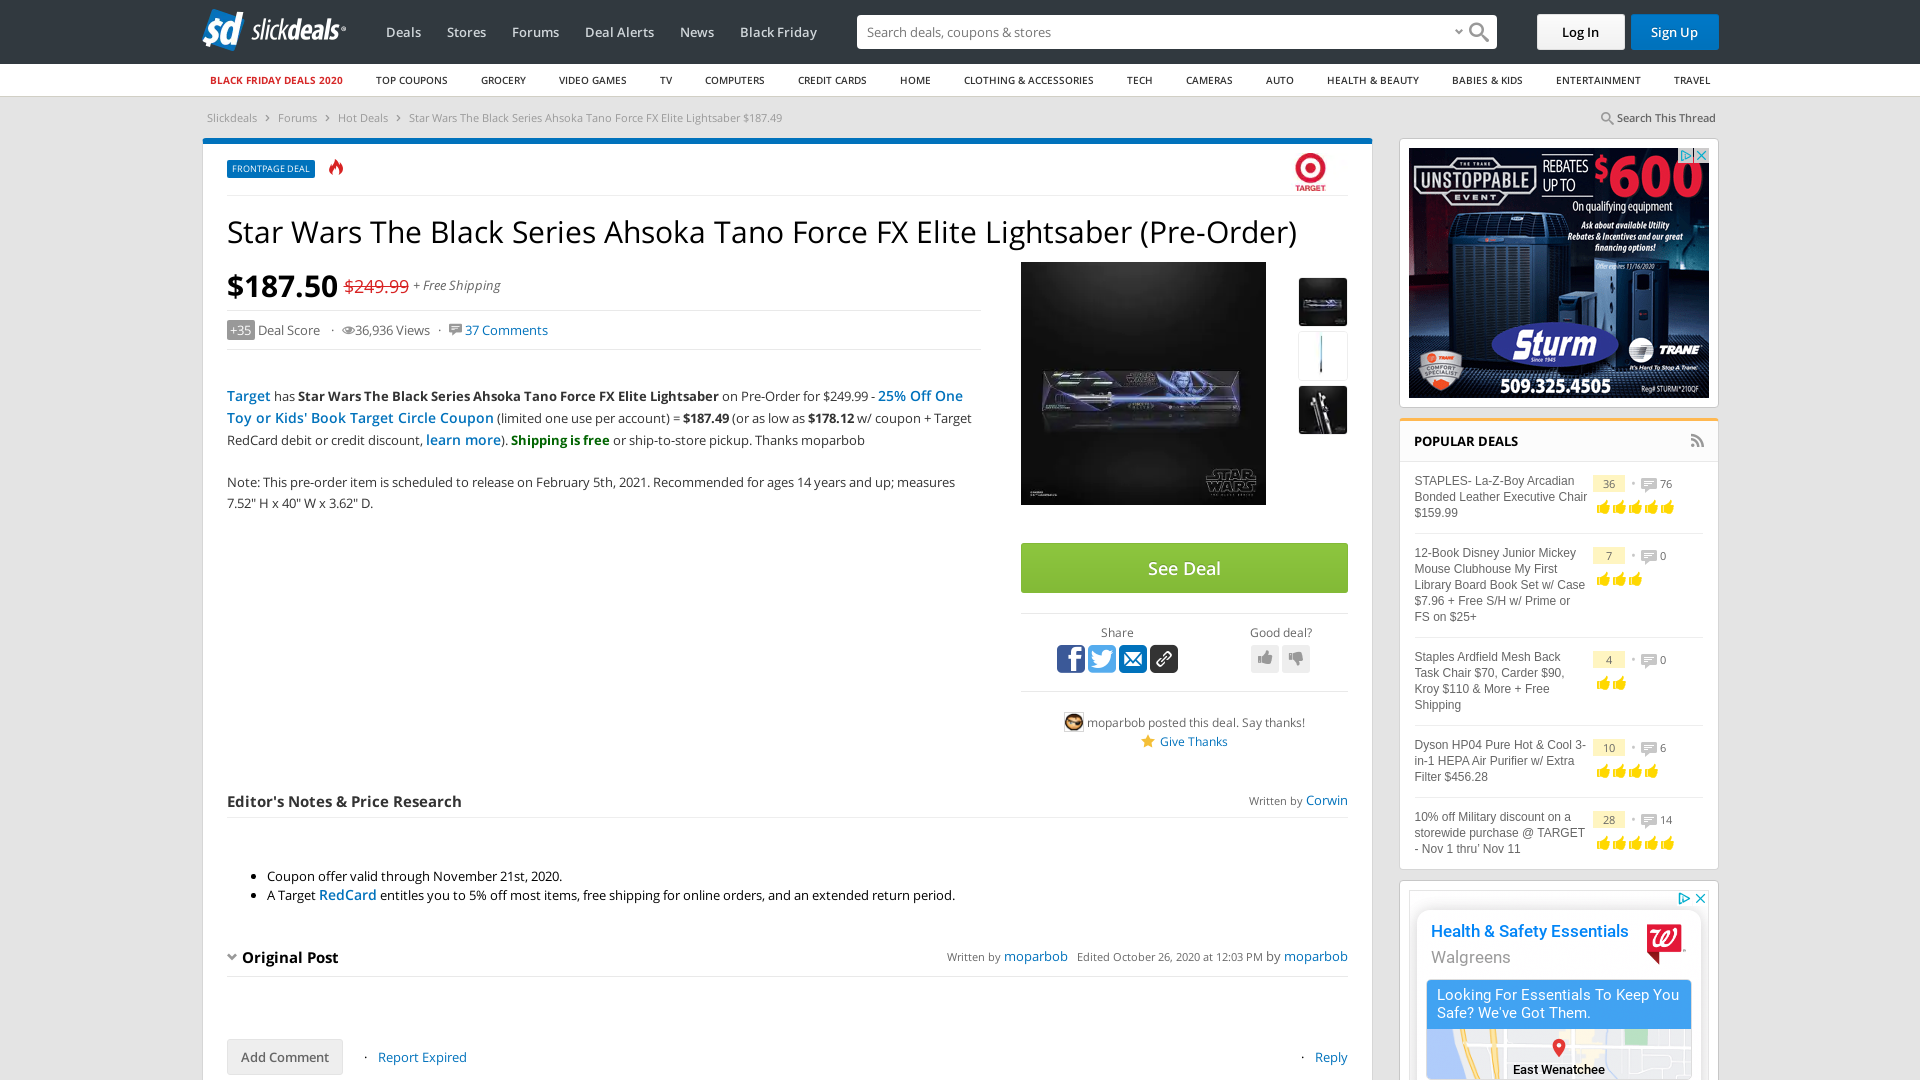 sd slickdeals
Deals Stores Forums Deal Alerts News Black Friday
Search deals, coupons & stores
Log In Sign Up
BLACK FRIDAY DEALS 2020 TOP COUPONS GROCERY VIDEO GAMES TV COMPUTERS CREDIT CARDS HOME CLOTHING & ACCESSORIES TECH CAMERAS AUTO HEALTH & BEAUTY BABIES & KIDS ENTERTAINMENT TRAVEL
Slickdeals › Forums › Hot Deals › Star Wars The Black Series Ahsoka Tano Force FX Elite Lightsaber $187.49
Search This Thread
FRONTPAGE DEAL
TARGET
Star Wars The Black Series Ahsoka Tano Force FX Elite Lightsaber (Pre-Order)
$187.50 $249.99 + Free Shipping
+35 Deal Score · 36,936 Views · 37 Comments
Target has Star Wars The Black Series Ahsoka Tano Force FX Elite Lightsaber on Pre-Order for $249.99 - 25% Off One
Toy or Kids' Book Target Circle Coupon (limited one use per account) = $187.49 (or as low as $178.12 w/ coupon + Target
RedCard debit or credit discount, learn more). Shipping is free or ship-to-store pickup. Thanks moparbob
Note: This pre-order item is scheduled to release on February 5th, 2021. Recommended for ages 14 years and up; measures
7.52" H x 40" W x 3.62" D.
STAR WARS
See Deal
Share
Good deal?
moparbob posted this deal. Say thanks!
Give Thanks
Editor's Notes & Price Research
Written by Corwin
• Coupon offer valid through November 21st, 2020.
• A Target RedCard entitles you to 5% off most items, free shipping for online orders, and an extended return period.
Original Post
Written by moparbob Edited October 26, 2020 at 12:03 PM by moparbob
Add Comment · Report Expired
· Reply
THE TRANE
UNSTOPPABLE
EVENT
REBATES
UP TO $600
On qualifying equipment
Ask about available Utility
Rebates & Incentives and our great
financing options!
Offer expires 11/16/2020
Sturm
Since 1945
TRANE
It's Hard To Stop A Trane.
TRANE
COMFORT
SPECIALIST
509.325.4505
Reg# STURMI*210QF
POPULAR DEALS
STAPLES- La-Z-Boy Arcadian
Bonded Leather Executive Chair
$159.99
36 • 76
12-Book Disney Junior Mickey
Mouse Clubhouse My First
Library Board Book Set w/ Case
$7.96 + Free S/H w/ Prime or
FS on $25+
7 • 0
Staples Ardfield Mesh Back
Task Chair $70, Carder $90,
Kroy $110 & More + Free
Shipping
4 • 0
Dyson HP04 Pure Hot & Cool 3-
in-1 HEPA Air Purifier w/ Extra
Filter $456.28
10 • 6
10% off Military discount on a
storewide purchase @ TARGET
- Nov 1 thru' Nov 11
28 • 14
Health & Safety Essentials
Walgreens
Looking For Essentials To Keep You
Safe? We've Got Them.
East Wenatchee